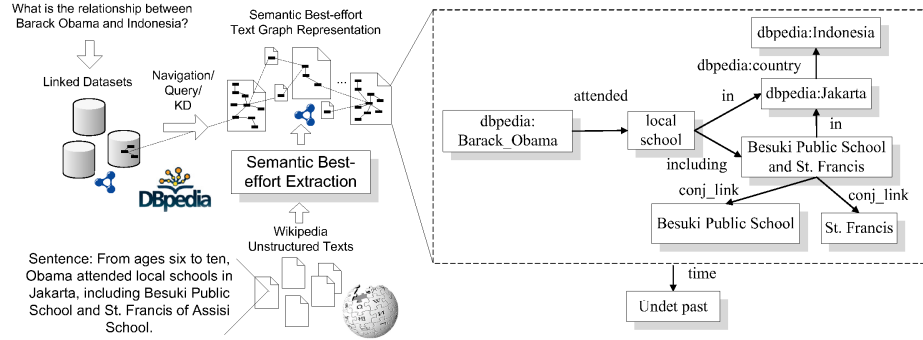 What is the relationship between
Barack Obama and Indonesia?
Linked Datasets
Navigation/
Query/
KD
Semantic Best-effort
Text Graph Representation
...
DBpedia
Semantic Best-
effort Extraction
Wikipedia
Unstructured Texts
Sentence: From ages six to ten,
Obama attended local schools in
Jakarta, including Besuki Public
School and St. Francis of Assisi
School.
dbpedia:Indonesia
dbpedia:country
dbpedia:Jakarta
attended
in
dbpedia:
Barack_Obama
local
school
in
including
Besuki Public School
and St. Francis
conj_link
conj_link
Besuki Public School
St. Francis
time
Undet past